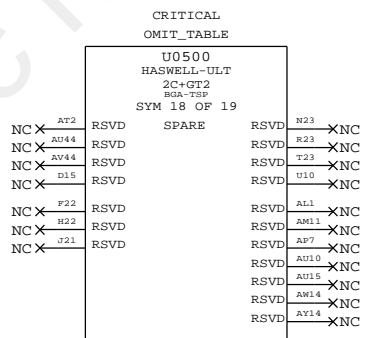 CRITICAL
OMIT_TABLE
U0500
HASWELL-ULT
2C+GT2
BGA-TSP
SYM 18 OF 19
SPARE
NC AT2 RSVD
NC AU44 RSVD
NC AV44 RSVD
NC D15 RSVD
NC F22 RSVD
NC H22 RSVD
NC J21 RSVD
RSVD N23 NC
RSVD R23 NC
RSVD T23 NC
RSVD U10 NC
RSVD AL1 NC
RSVD AM11 NC
RSVD AP7 NC
RSVD AU10 NC
RSVD AU15 NC
RSVD AW14 NC
RSVD AY14 NC